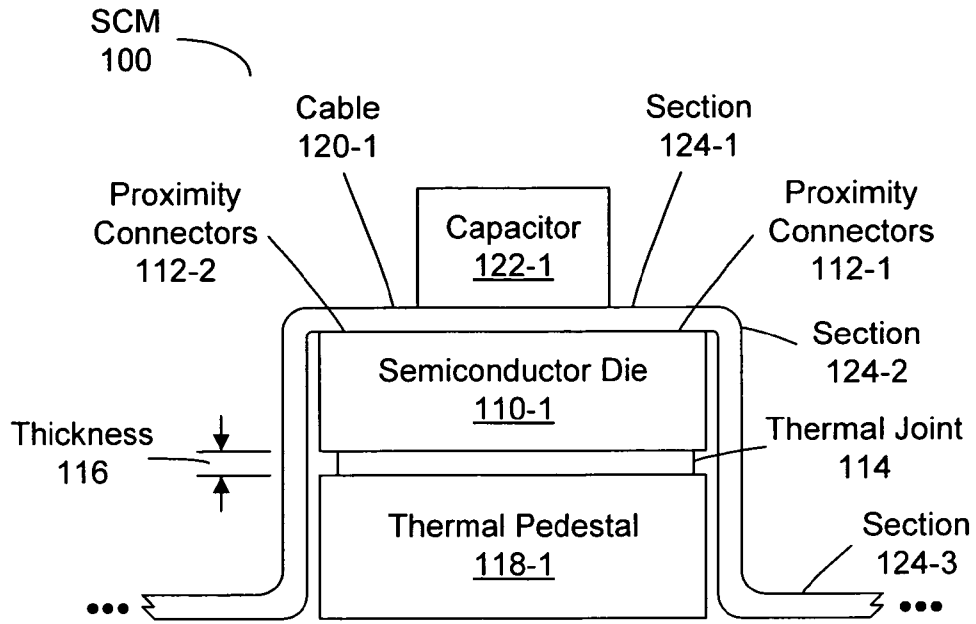 SCM
100
Cable
120-1
Section
124-1
Proximity
Connectors
112-2
Capacitor
122-1
Proximity
Connectors
112-1
Section
124-2
Semiconductor Die
110-1
Thickness
116
Thermal Joint
114
Thermal Pedestal
118-1
Section
124-3